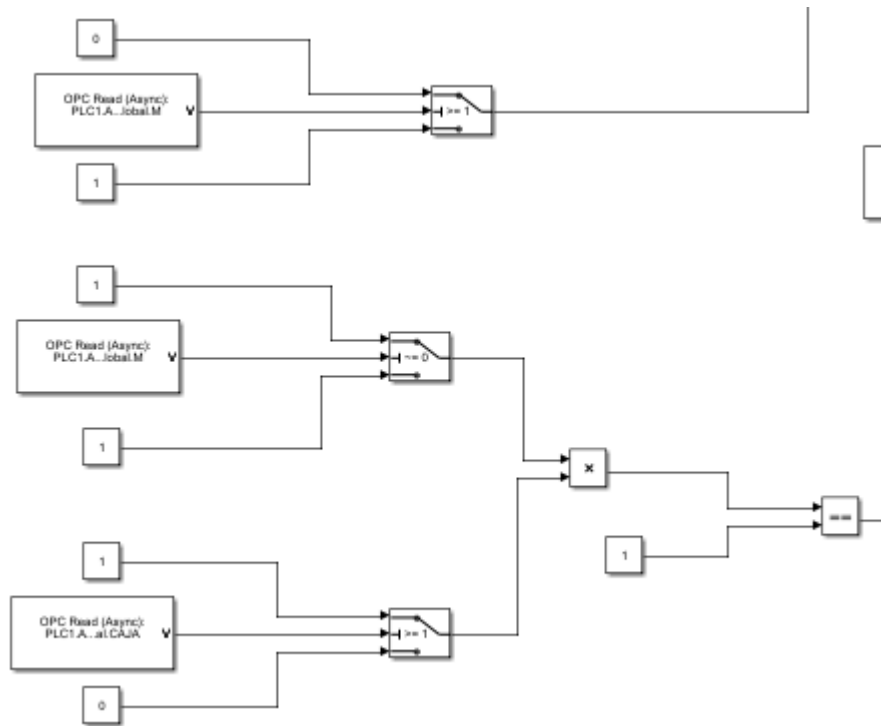 0
OPC Read (Async):
PLC1.A...lobal.M
V
>= 1
1
1
OPC Read (Async):
PLC1.A...lobal.M
V
~= 0
1
×
1
==
1
OPC Read (Async):
PLC1.A...al.CAJA
V
>= 1
0